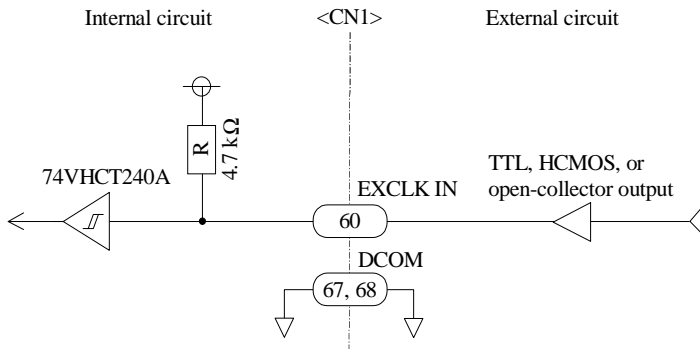 Internal circuit
<CN1>
External circuit
R
4.7 kΩ
74VHCT240A
EXCLK IN
TTL, HCMOS, or
open-collector output
60
DCOM
67, 68